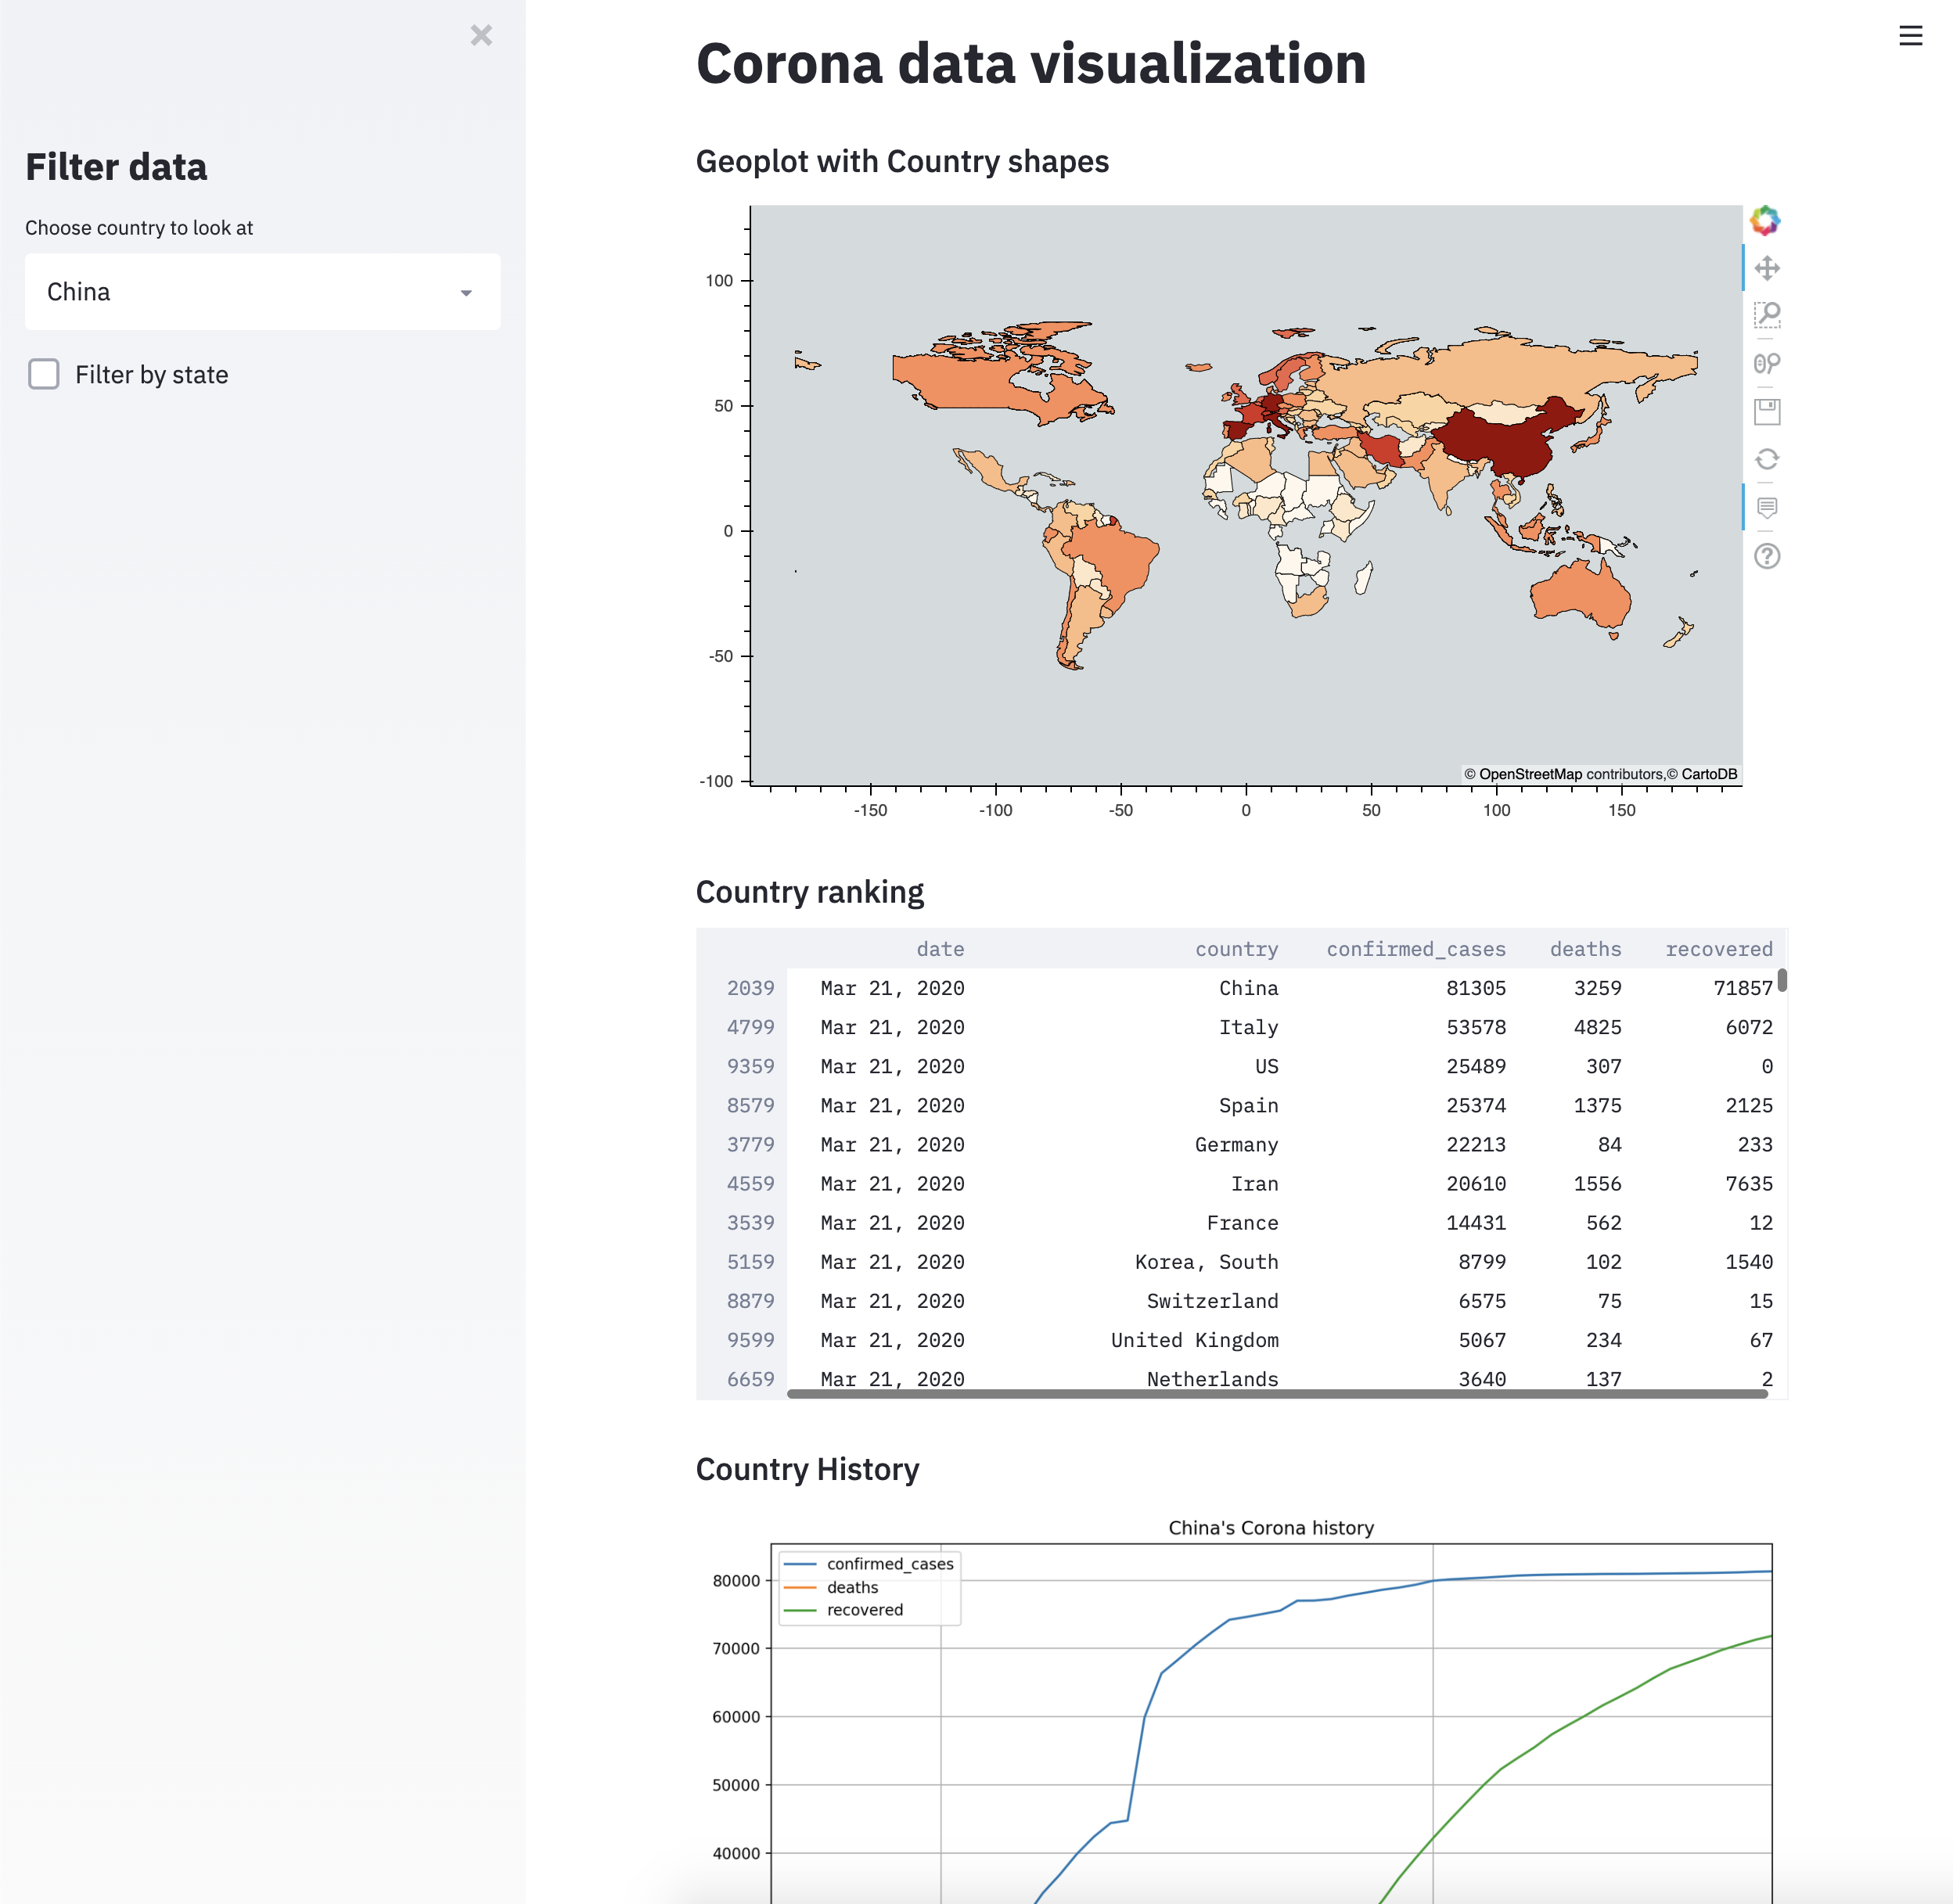 Corona data visualization
Filter data
Choose country to look at
China
Filter by state
Geoplot with Country shapes
100
50
0
-50
-100
© OpenStreetMap contributors,© CartoDB
-150 -100 -50 0 50 100 150
Country ranking
date country confirmed_cases deaths recovered
2039 Mar 21, 2020 China 81305 3259 71857
4799 Mar 21, 2020 Italy 53578 4825 6072
9359 Mar 21, 2020 US 25489 307 0
8579 Mar 21, 2020 Spain 25374 1375 2125
3779 Mar 21, 2020 Germany 22213 84 233
4559 Mar 21, 2020 Iran 20610 1556 7635
3539 Mar 21, 2020 France 14431 562 12
5159 Mar 21, 2020 Korea, South 8799 102 1540
8879 Mar 21, 2020 Switzerland 6575 75 15
9599 Mar 21, 2020 United Kingdom 5067 234 67
6659 Mar 21, 2020 Netherlands 3640 137 2
Country History
China's Corona history
confirmed_cases
deaths
recovered
80000
70000
60000
50000
40000